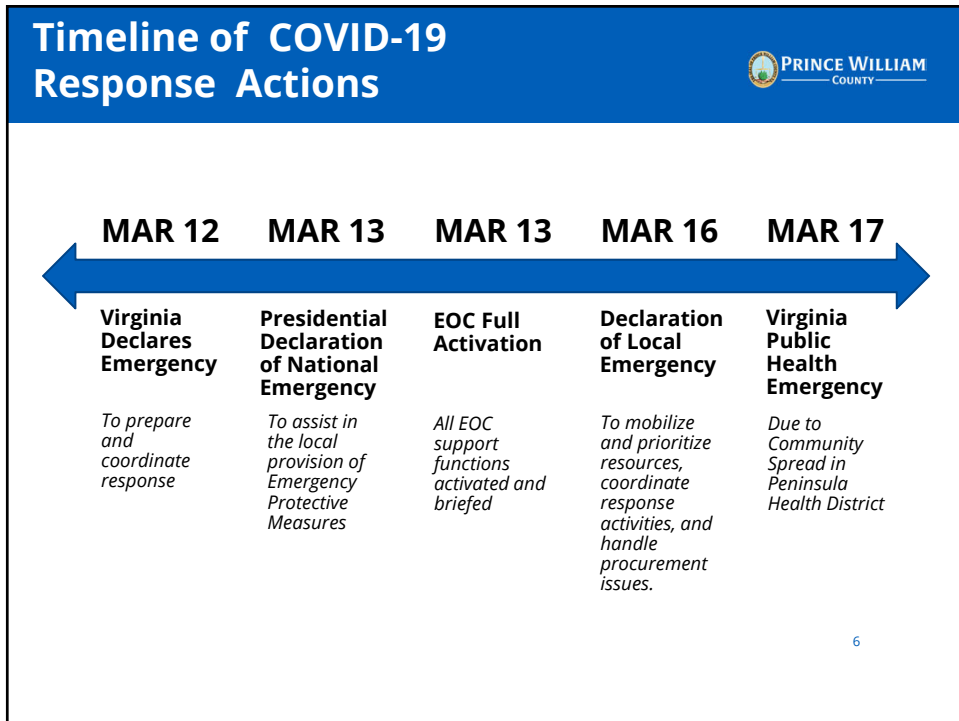 Timeline of COVID-19
Response Actions
PRINCE WILLIAM
COUNTY
MAR 12
MAR 13
MAR 13
MAR 16
MAR 17
Virginia
Declares
Emergency
To prepare
and
coordinate
response
Presidential
Declaration
of National
Emergency
To assist in
the local
provision of
Emergency
Protective
Measures
EOC Full
Activation
All EOC
support
functions
activated and
briefed
Declaration
of Local
Emergency
To mobilize
and prioritize
resources,
coordinate
response
activities, and
handle
procurement
issues.
Virginia
Public
Health
Emergency
Due to
Community
Spread in
Peninsula
Health District
6